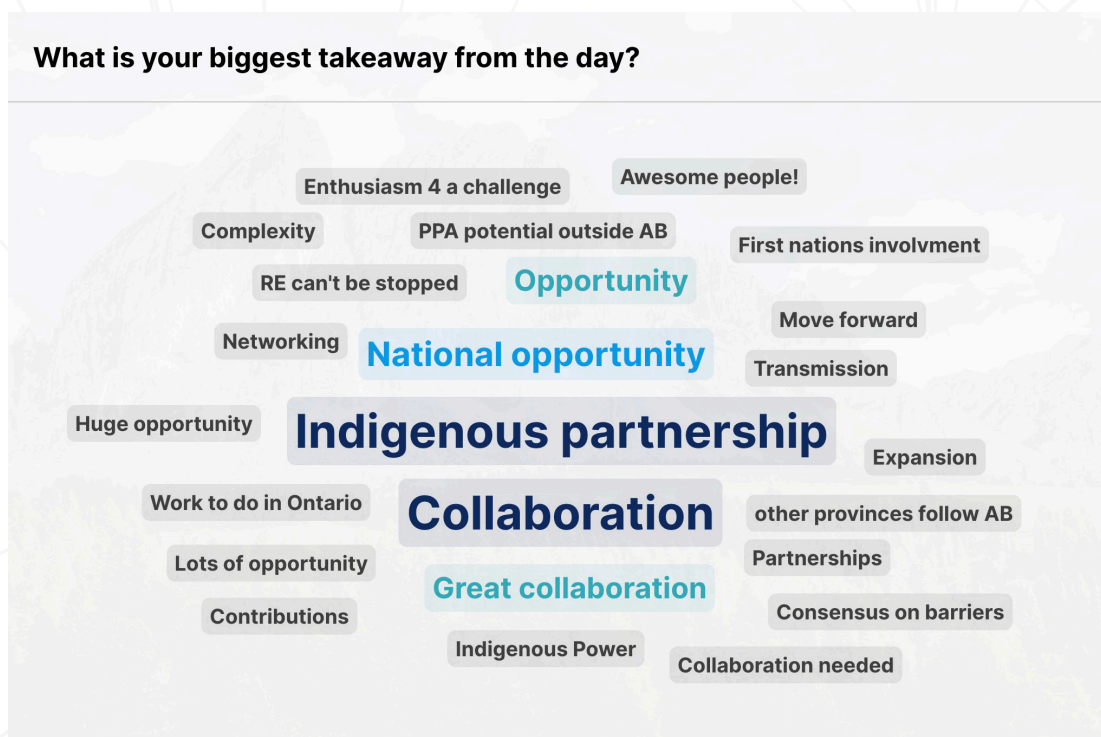 What is your biggest takeaway from the day?
Awesome people!
Enthusiasm 4 a challenge
Complexity
PPA potential outside AB
First nations involvment
RE can't be stopped
Opportunity
Move forward
Networking
National opportunity
Transmission
Huge opportunity
Indigenous partnership
Expansion
Work to do in Ontario
Collaboration
other provinces follow AB
Lots of opportunity
Partnerships
Great collaboration
Contributions
Consensus on barriers
Indigenous Power
Collaboration needed